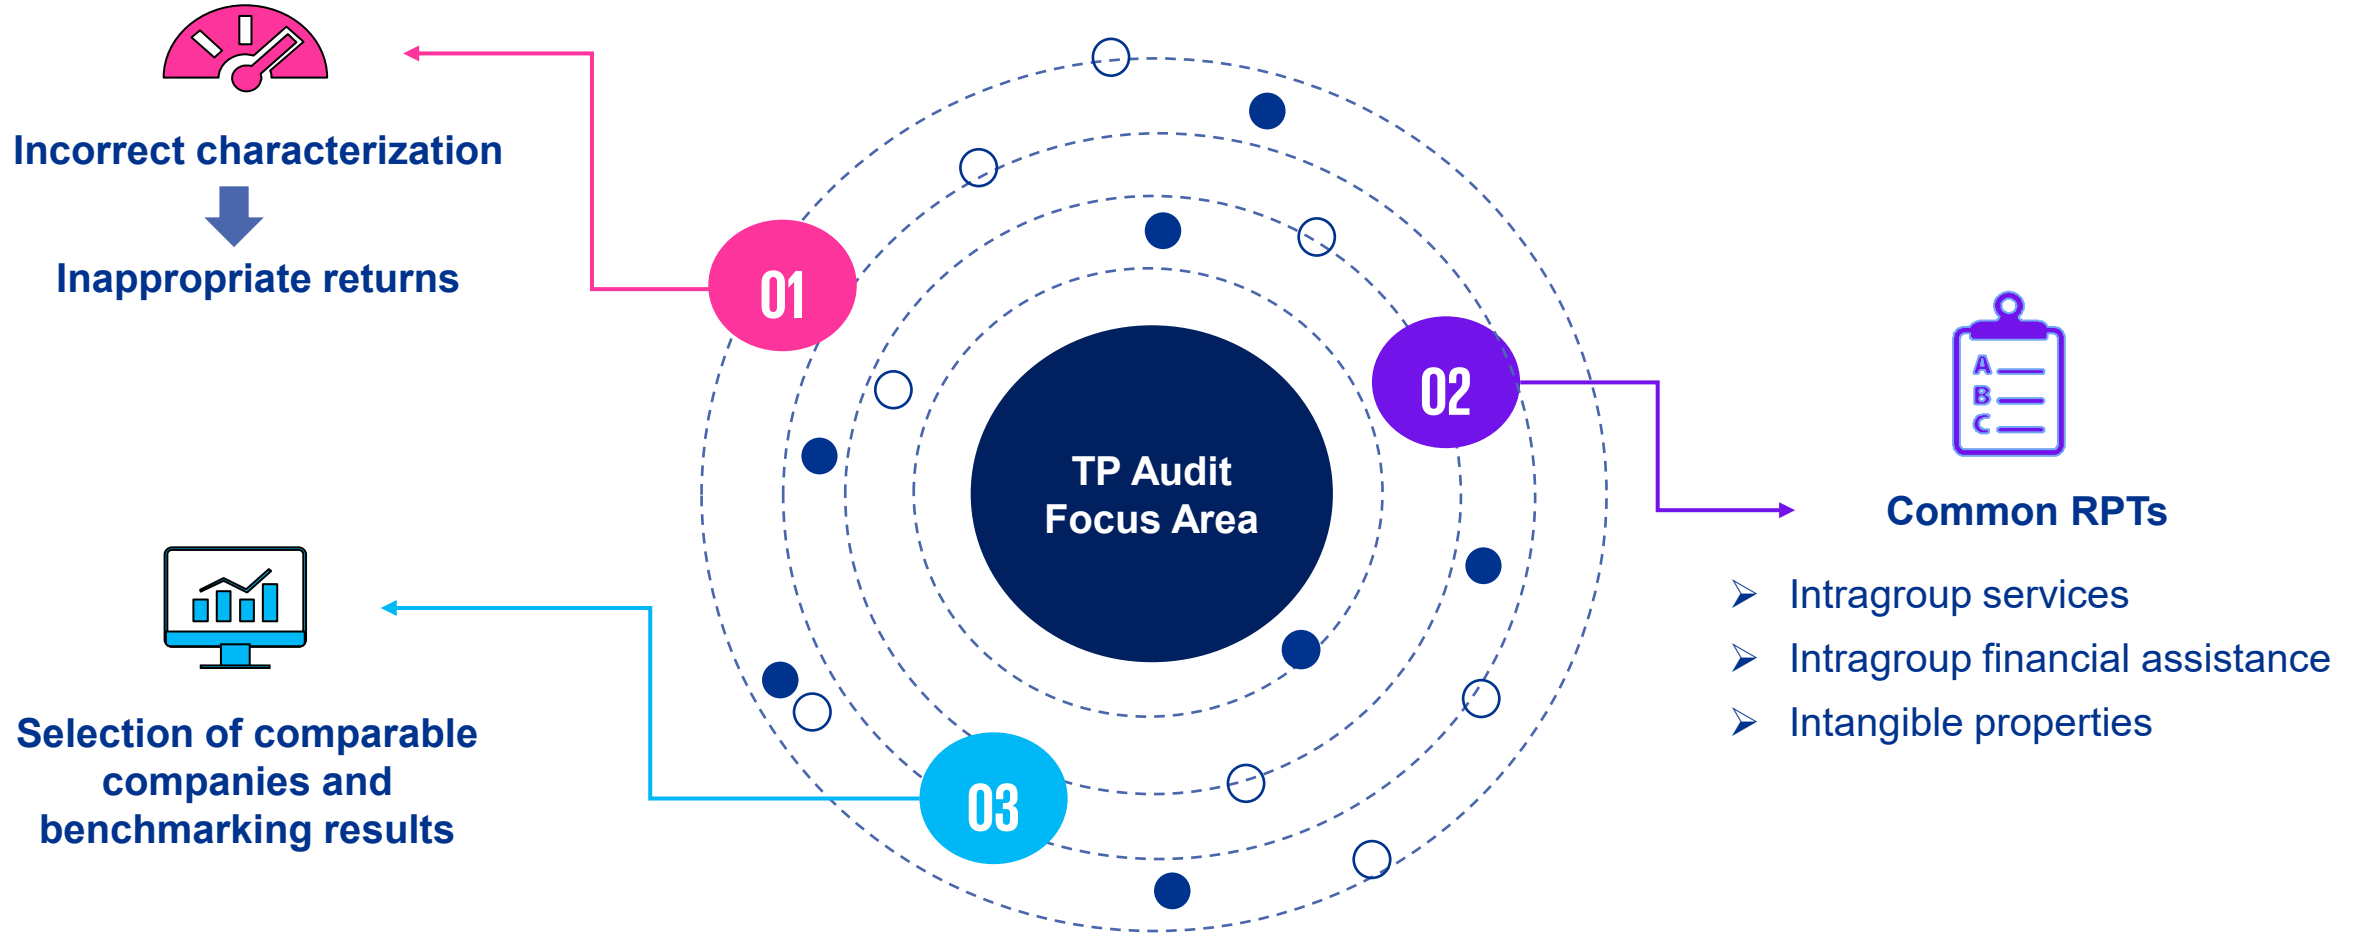 Incorrect characterization
Inappropriate returns
01
TP Audit
Focus Area
02
A
B
C
Common RPTs
Intragroup services
Intragroup financial assistance
Intangible properties
03
Selection of comparable
companies and
benchmarking results